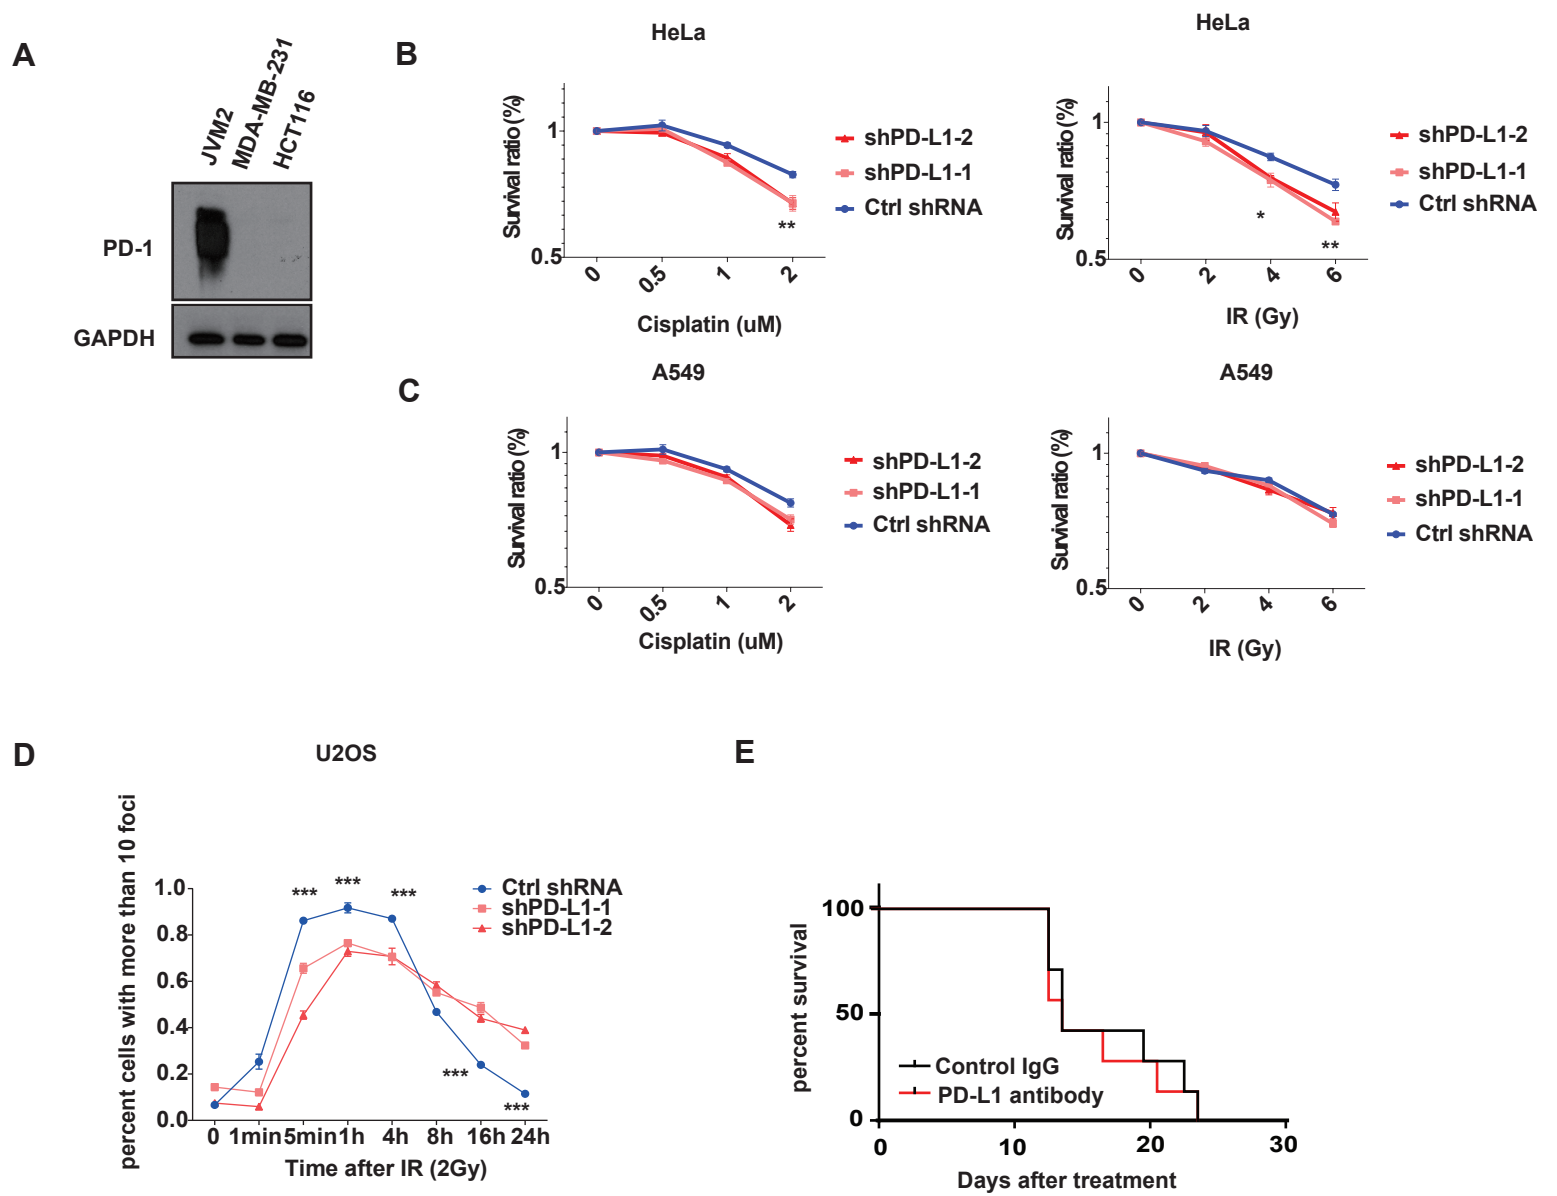 A
JVM2
MDA-MB-231
HCT116
PD-1
GAPDH
B
HeLa
Survival ratio (%)
1
0.5
0 0.5 1 2
Cisplatin (uM)
**
shPD-L1-2
shPD-L1-1
Ctrl shRNA
HeLa
Survival ratio (%)
1
0.5
0 2 4 6
IR (Gy)
*
**
shPD-L1-2
shPD-L1-1
Ctrl shRNA
C
A549
Survival ratio (%)
1
0.5
0 0.5 1 2
Cisplatin (uM)
shPD-L1-2
shPD-L1-1
Ctrl shRNA
A549
Survival ratio (%)
1
0.5
0 2 4 6
IR (Gy)
shPD-L1-2
shPD-L1-1
Ctrl shRNA
D
U2OS
percent cells with more than 10 foci
1.0
0.8
0.6
0.4
0.2
0.0
*** *** ***
***
***
Ctrl shRNA
shPD-L1-1
shPD-L1-2
0 1min 5min 1h 4h 8h 16h 24h
Time after IR (2Gy)
E
percent survival
100
50
0
Control IgG
PD-L1 antibody
0 10 20 30
Days after treatment